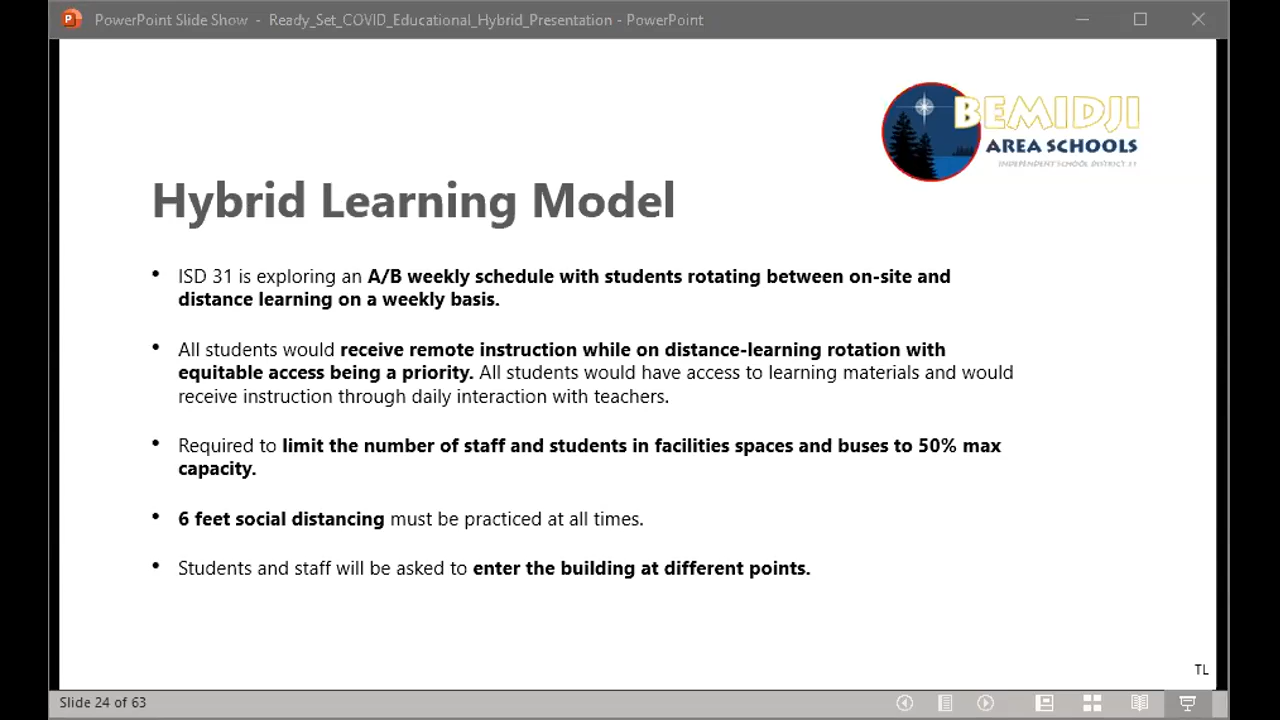 PowerPoint Slide Show - Ready_Set_COVID_Educational_Hybrid_Presentation - PowerPoint
BEMIDJI
AREA SCHOOLS
INDEPENDENT SCHOOL DISTRICT 31
Hybrid Learning Model
• ISD 31 is exploring an A/B weekly schedule with students rotating between on-site and
distance learning on a weekly basis.
• All students would receive remote instruction while on distance-learning rotation with
equitable access being a priority. All students would have access to learning materials and would
receive instruction through daily interaction with teachers.
• Required to limit the number of staff and students in facilities spaces and buses to 50% max
capacity.
• 6 feet social distancing must be practiced at all times.
• Students and staff will be asked to enter the building at different points.
TL
Slide 24 of 63